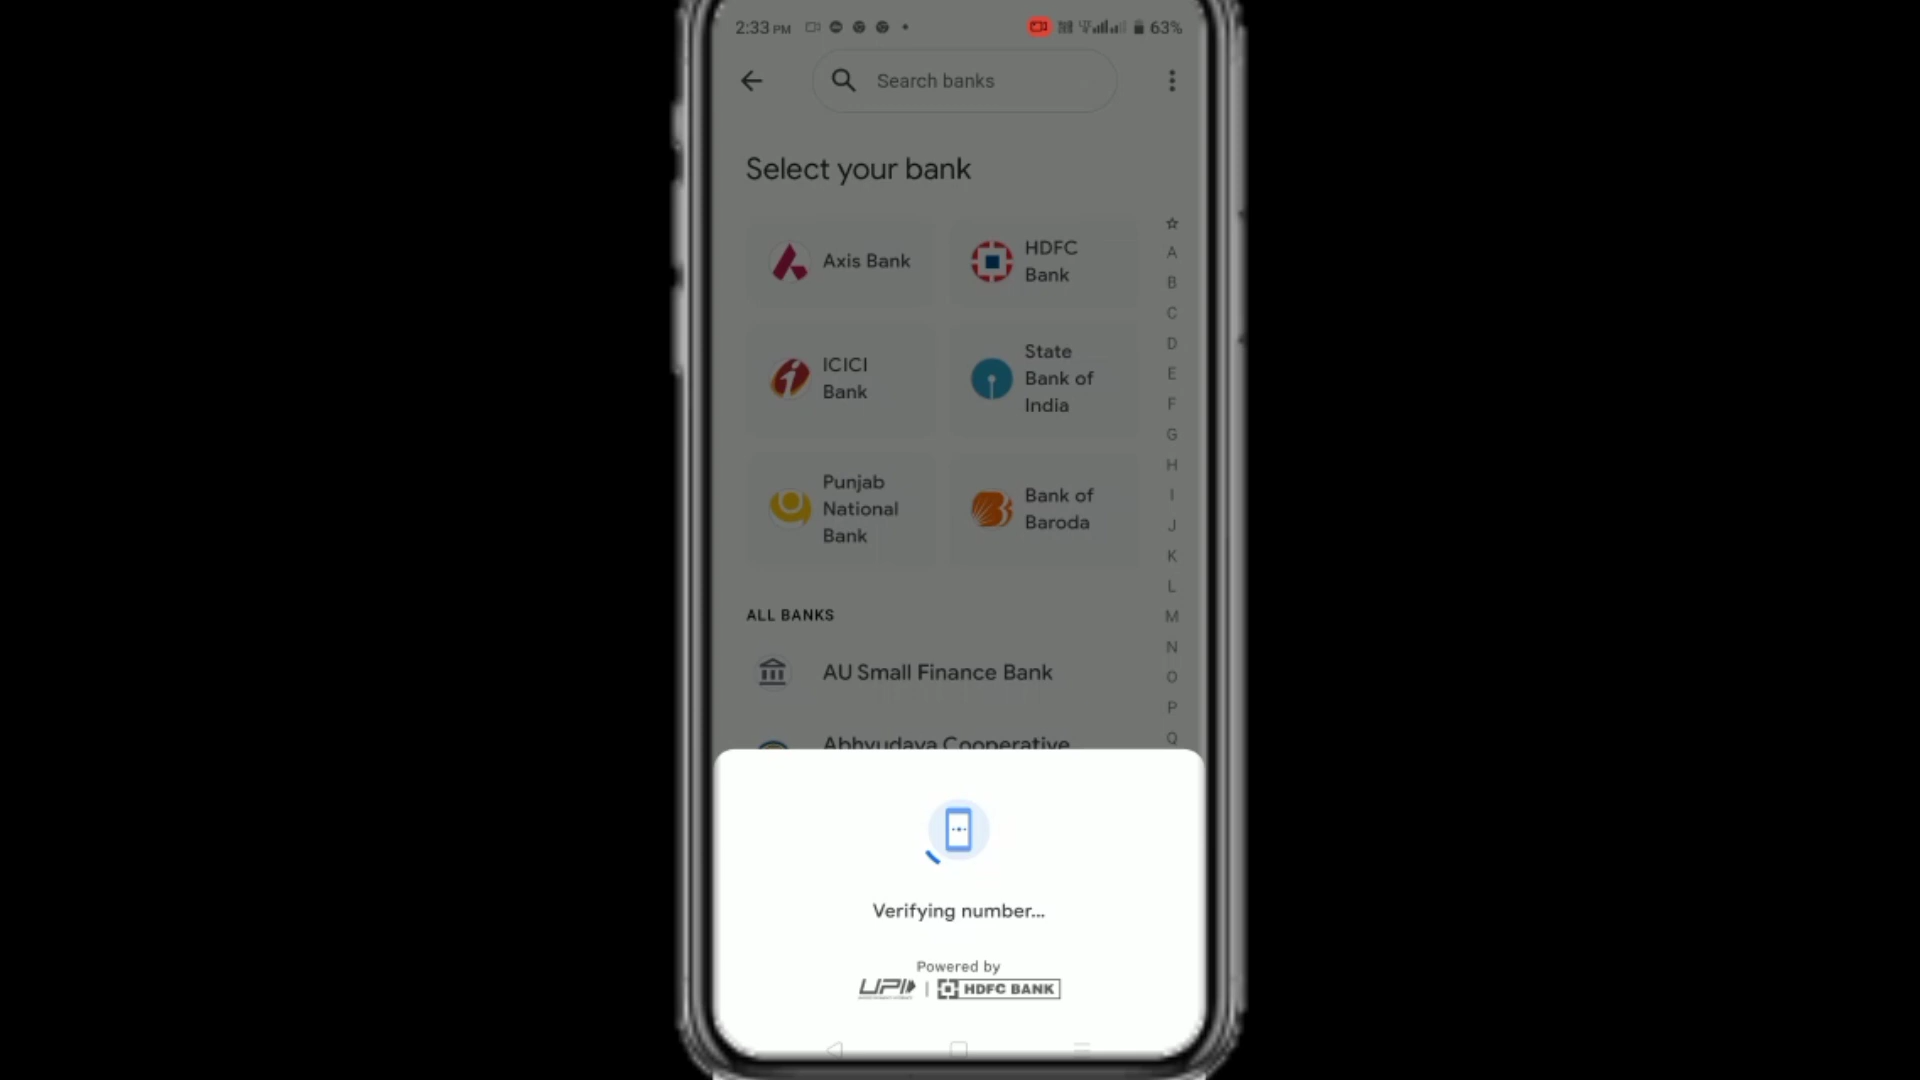 2:33 PM
63%
Search banks
Select your bank
Axis Bank
HDFC
Bank
ICICI
Bank
State
Bank of
India
Punjab
National
Bank
Bank of
Baroda
A
B
C
D
E
F
G
H
I
J
K
L
M
N
O
P
Q
ALL BANKS
AU Small Finance Bank
Abhyudaya Cooperative
Verifying number...
Powered by
UPI | HDFC BANK